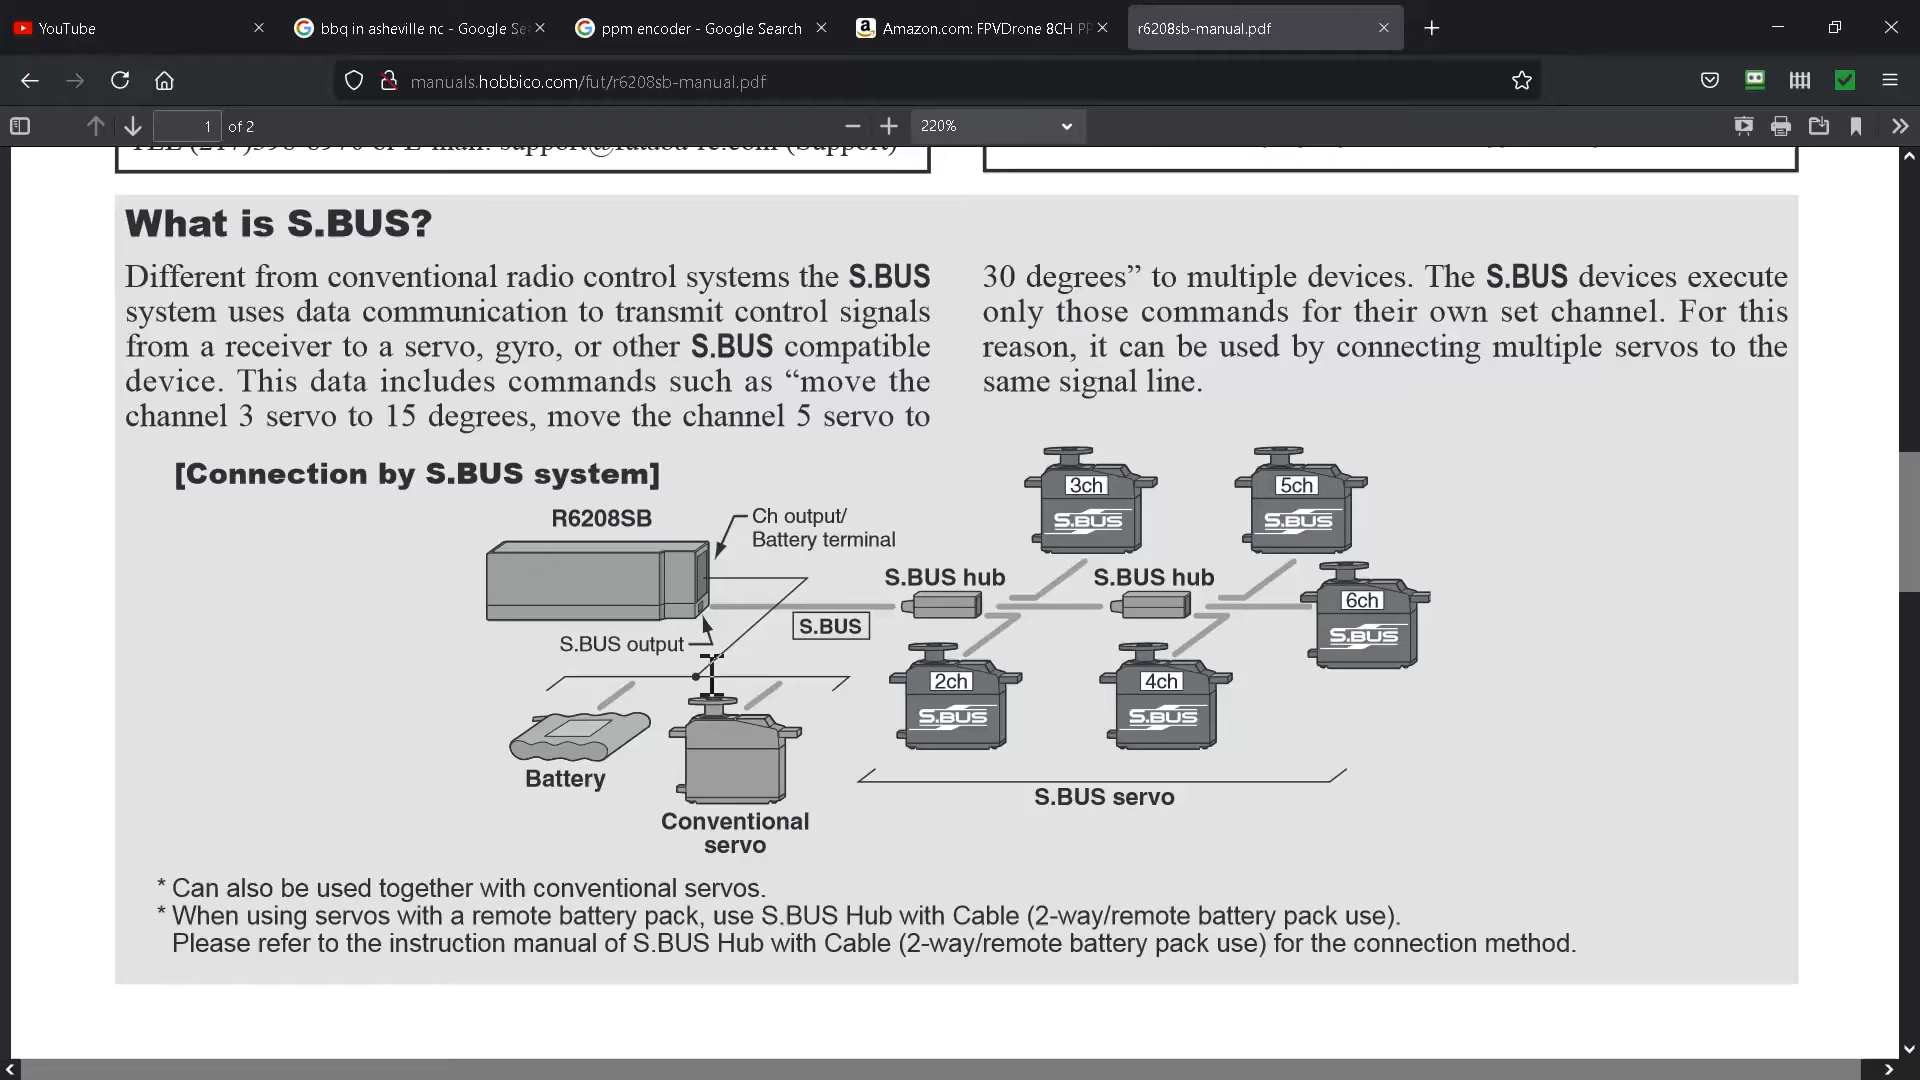 YouTube
bbq in asheville nc - Google Se
ppm encoder - Google Search
Amazon.com: FPVDrone 8CH PP
r6208sb-manual.pdf
manuals.hobbico.com/fut/r6208sb-manual.pdf
1 of 2
220%
What is S.BUS?
Different from conventional radio control systems the S.BUS
system uses data communication to transmit control signals
from a receiver to a servo, gyro, or other S.BUS compatible
device. This data includes commands such as “move the
channel 3 servo to 15 degrees, move the channel 5 servo to
30 degrees” to multiple devices. The S.BUS devices execute
only those commands for their own set channel. For this
reason, it can be used by connecting multiple servos to the
same signal line.
[Connection by S.BUS system]
R6208SB
Ch output/
Battery terminal
S.BUS output
S.BUS
S.BUS hub
S.BUS hub
3ch
S.BUS
5ch
S.BUS
6ch
S.BUS
2ch
S.BUS
4ch
S.BUS
Battery
Conventional
servo
S.BUS servo
* Can also be used together with conventional servos.
* When using servos with a remote battery pack, use S.BUS Hub with Cable (2-way/remote battery pack use).
Please refer to the instruction manual of S.BUS Hub with Cable (2-way/remote battery pack use) for the connection method.